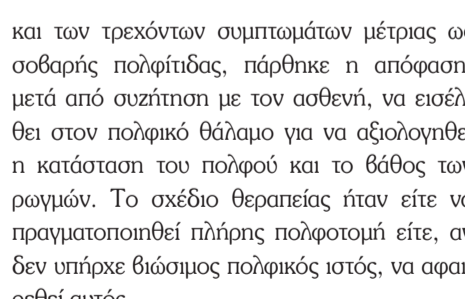 και των τρεχόντων συμπτωμάτων μέτριας ως
σοβαρής πολφίτιδας, πάρθηκε η απόφαση,
μετά από συζήτηση με τον ασθενή, να εισέλ
θει στον πολφικό θάλαμο για να αξιολογηθε
η κατάσταση του πολφού και το βάθος των
ρωγμών. Το σχέδιο θεραπείας ήταν είτε να
πραγματοποιηθεί πλήρης πολφοτομή είτε, αν
δεν υπήρχε βιώσιμος πολφικός ιστός, να αφαι
ρεθεί αυτός